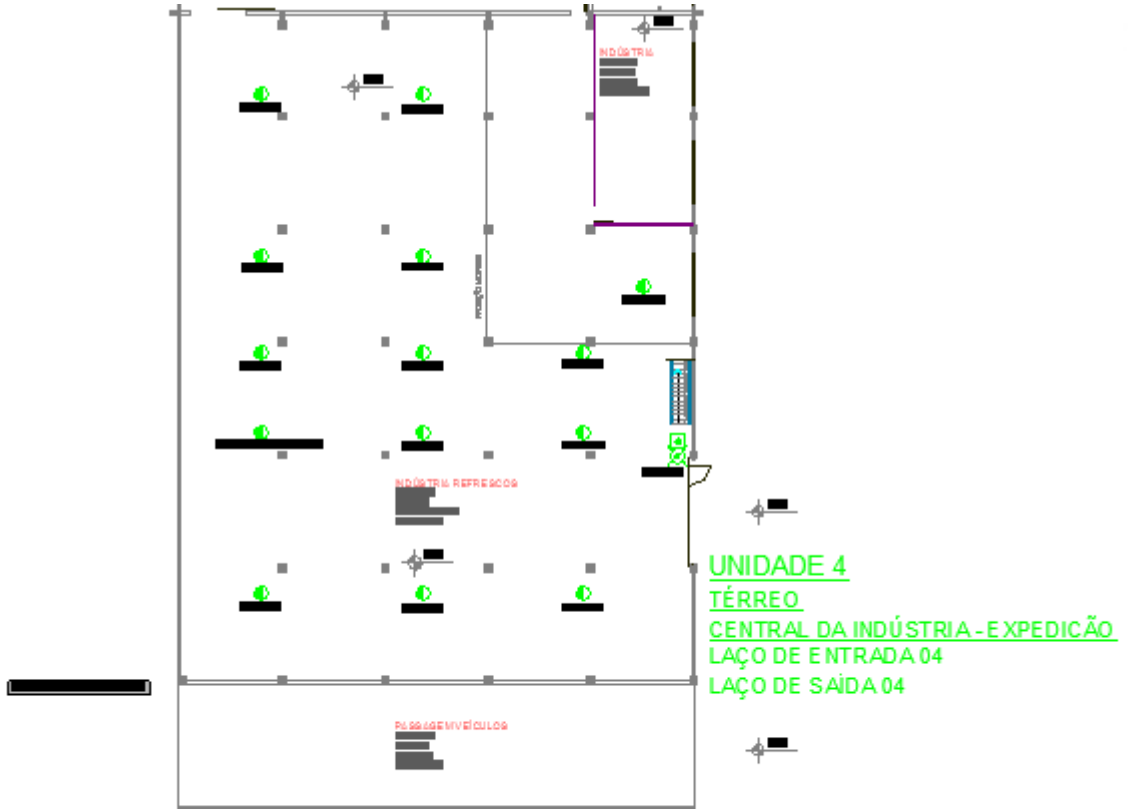 INDÚSTRIA
INDÚSTRIA REFRESCOS
UNIDADE 4
TÉRREO
CENTRAL DA INDÚSTRIA - EXPEDICÃO
LAÇO DE ENTRADA 04
LAÇO DE SAÍDA 04
PASSAGEM VEÍCULOS